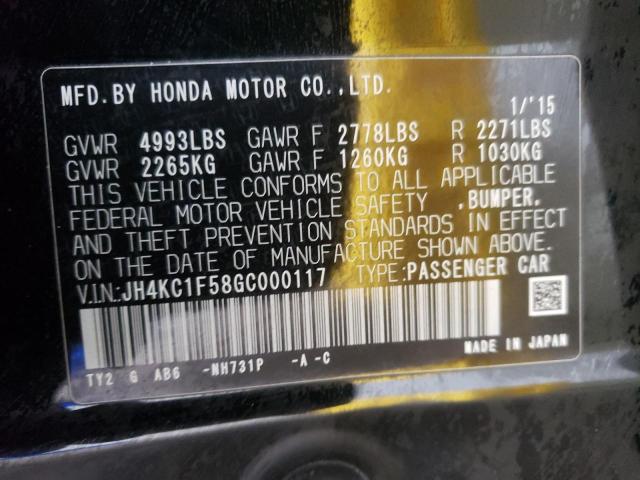 MFD.BY HONDA MOTOR CO.,LTD.
1/'15
GVWR 4993LBS GAWR F 2778LBS R 2271LBS
GVWR 2265KG GAWR F 1260KG R 1030KG
THIS VEHICLE CONFORMS TO ALL APPLICABLE
FEDERAL MOTOR VEHICLE SAFETY ,BUMPER,
AND THEFT PREVENTION STANDARDS IN EFFECT
ON THE DATE OF MANUFACTURE SHOWN ABOVE.
V.I.N:JH4KC1F58GC000117 TYPE:PASSENGER CAR
TY2 G AB6 -NH731P -A -C
MADE IN JAPAN